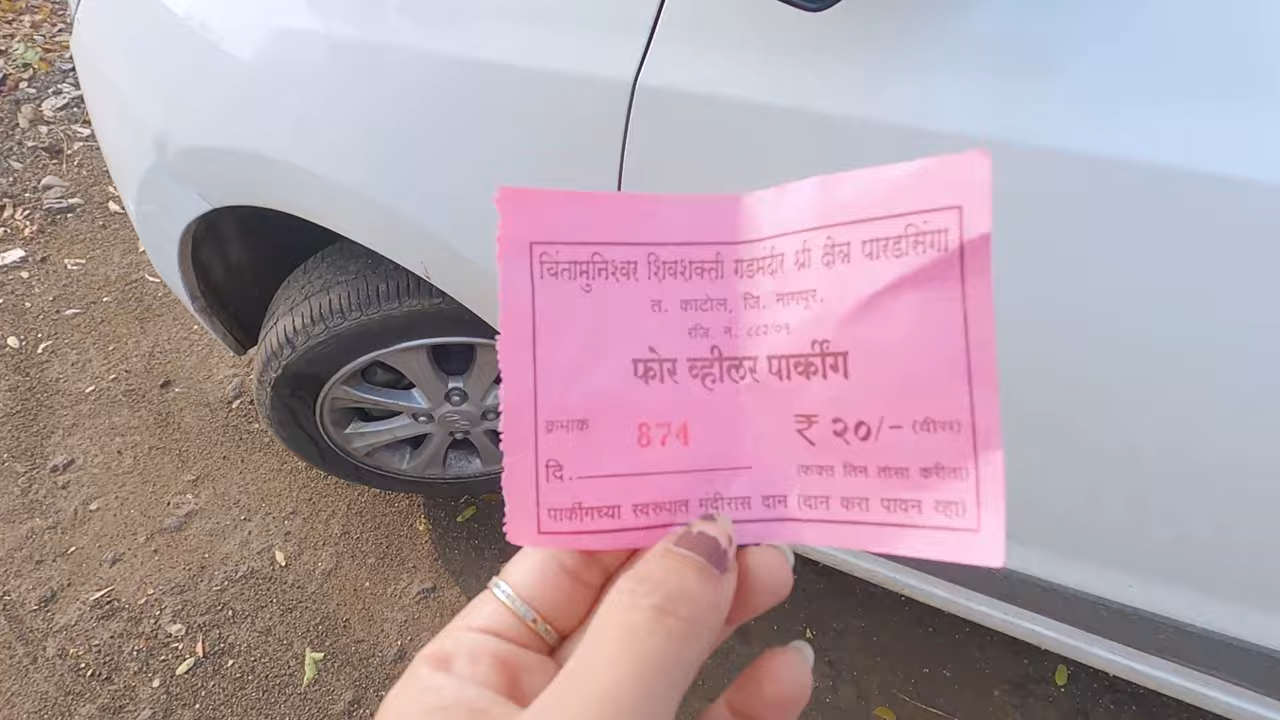 चिंतामुनिश्वर शिवशक्ती गडमंदीर श्री क्षेत्र पारडसिंगा
त. काटोल, जि. नागपूर.
रजि. नं. ८८२/०१
फोर व्हीलर पार्कींग
क्रमांक 874 ₹ २०/- (वीस)
दि. (फक्त तिन तासा करीता)
पार्कींगच्या स्वरुपात मंदीरास दान (दान करा पावन व्हा)